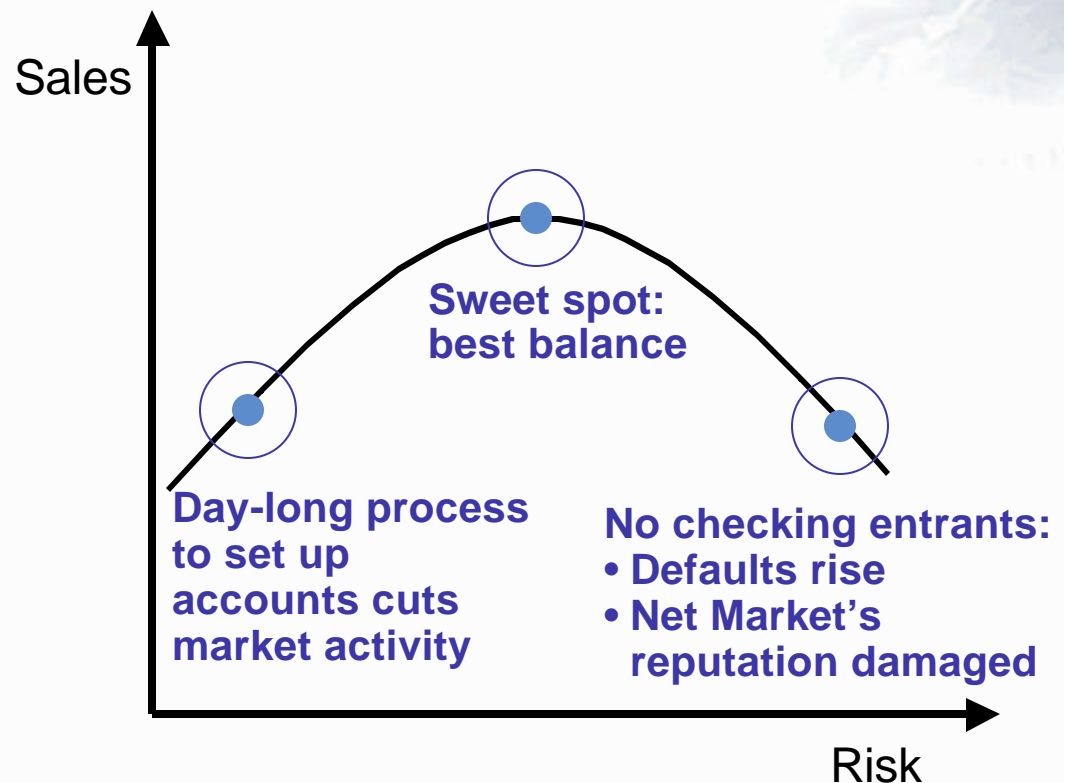 Sales
Sweet spot:
best balance
Day-long process
to set up
accounts cuts
market activity
No checking entrants:
• Defaults rise
• Net Market’s
reputation damaged
Risk